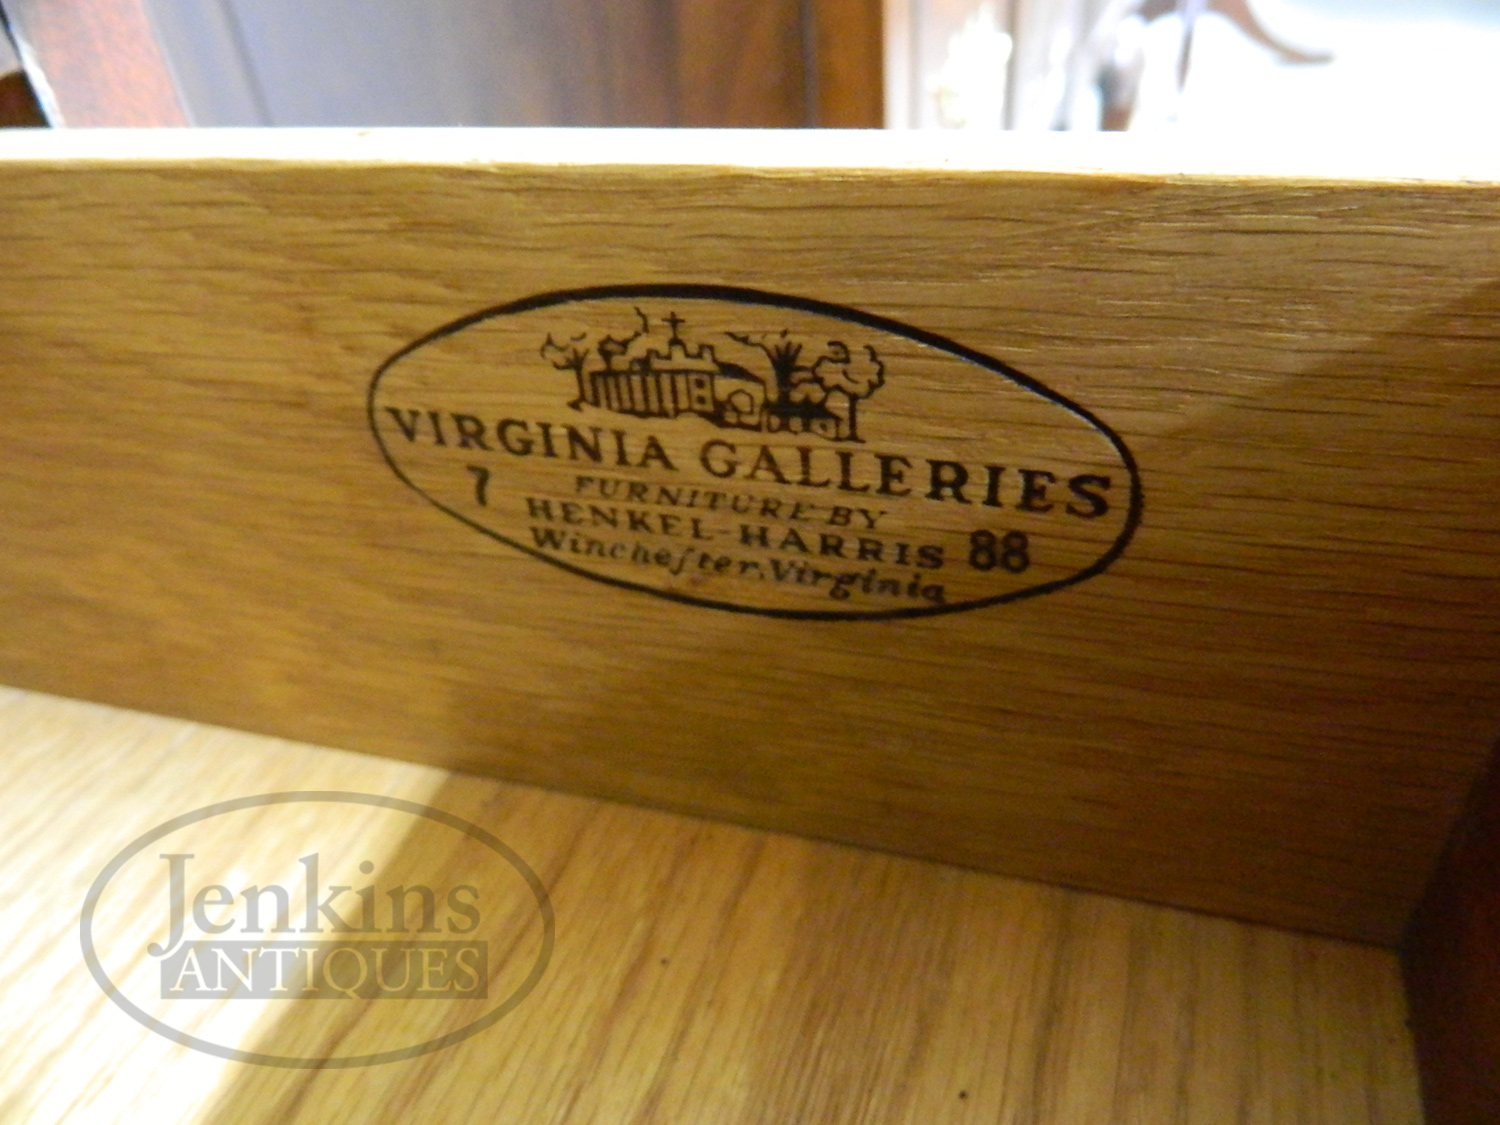 VIRGINIA GALLERIES
7 FURNITURE BY
HENKEL-HARRIS 88
Wincheſter, Virginia
Jenkins
ANTIQUES